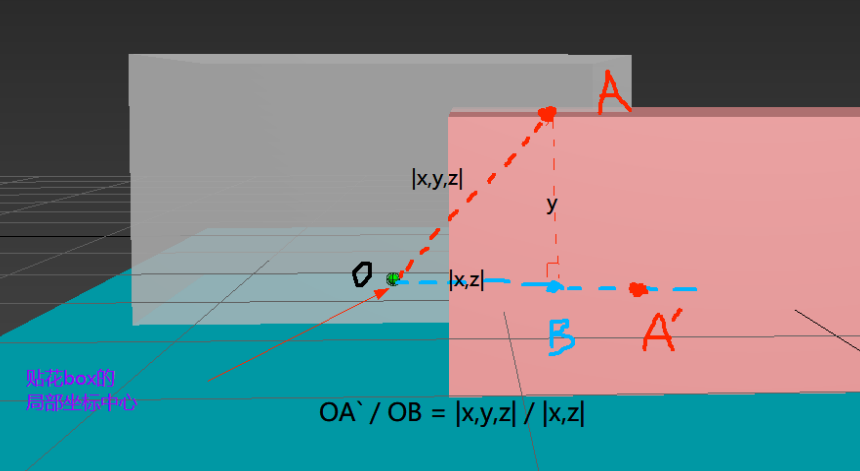 A
|x,y,z|
y
O
|x,z|
B
A'
贴花box的
局部坐标中心
OA` / OB = |x,y,z| / |x,z|